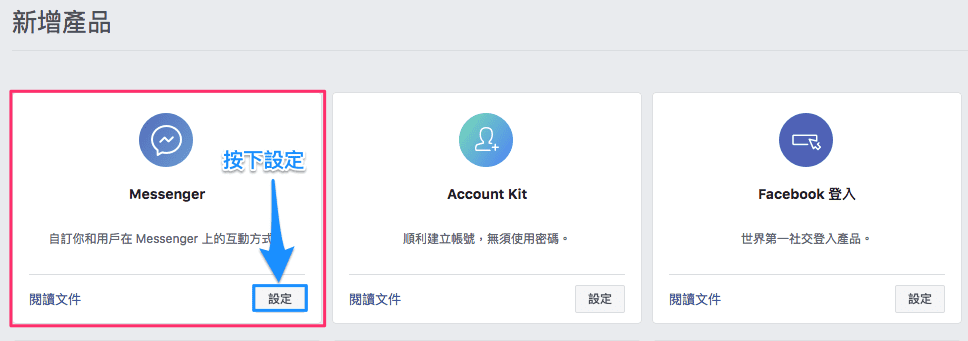 新增產品
按下設定
Messenger
自訂你和用戶在 Messenger 上的互動方式
閱讀文件
設定
Account Kit
順利建立帳號，無須使用密碼。
閱讀文件
設定
Facebook 登入
世界第一社交登入產品。
閱讀文件
設定